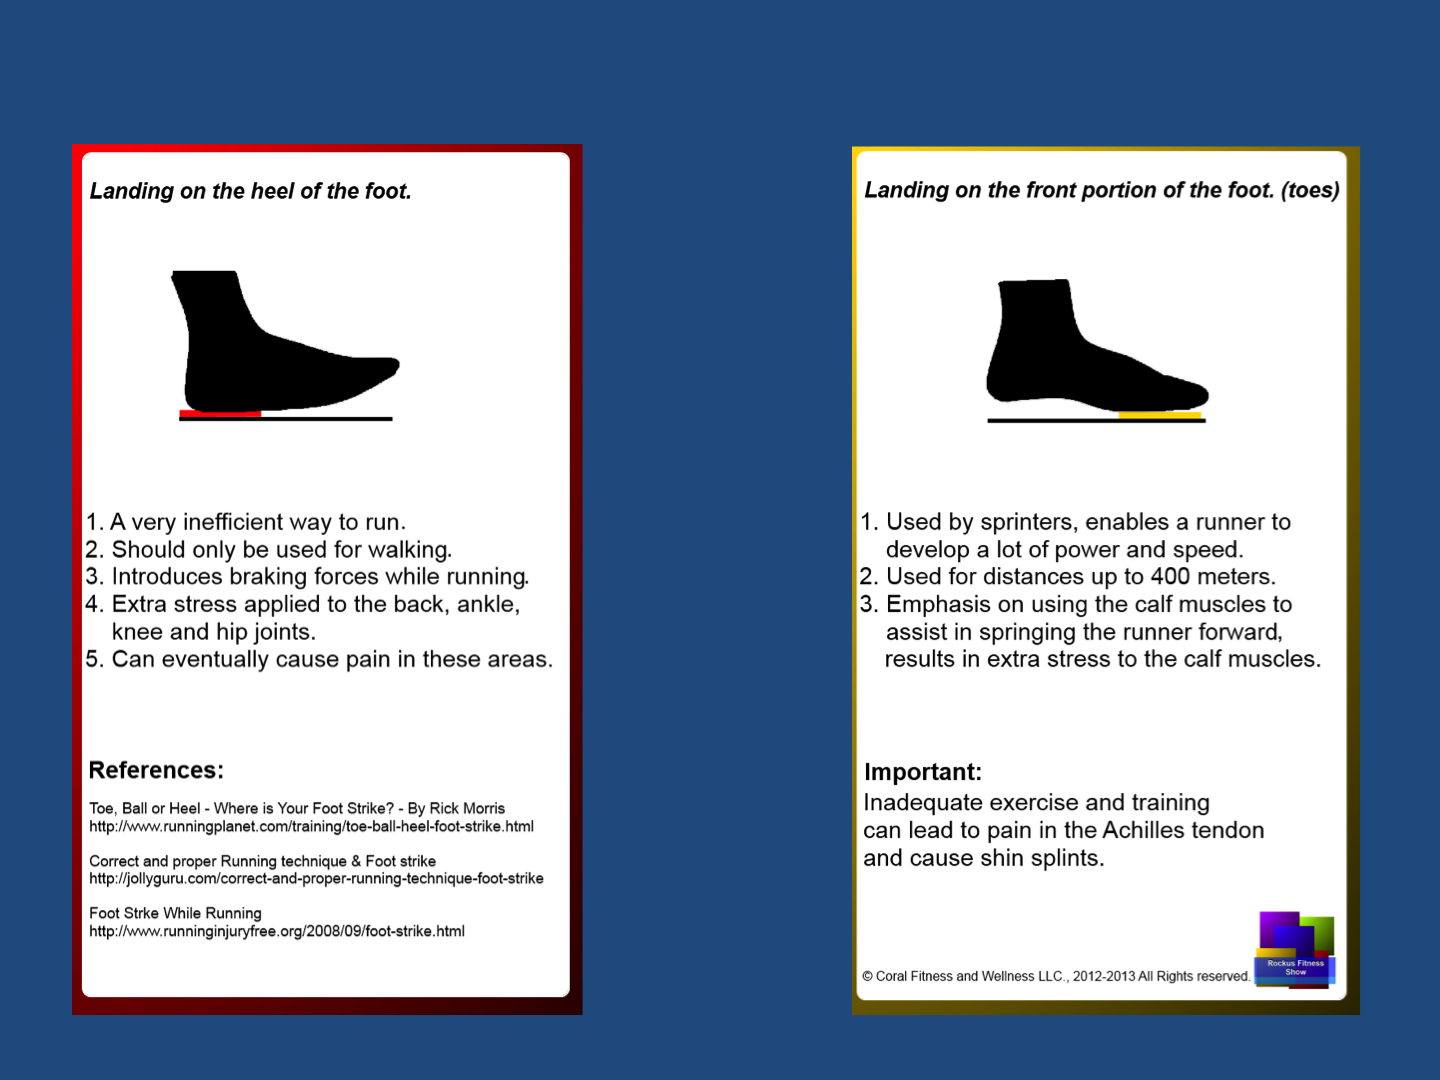 Landing on the heel of the foot.
1. A very inefficient way to run.
2. Should only be used for walking.
3. Introduces braking forces while running.
4. Extra stress applied to the back, ankle,
knee and hip joints.
5. Can eventually cause pain in these areas.
References:
Toe, Ball or Heel - Where is Your Foot Strike? - By Rick Morris
http://www.runningplanet.com/training/toe-ball-heel-foot-strike.html
Correct and proper Running technique & Foot strike
http://jollyguru.com/correct-and-proper-running-technique-foot-strike
Foot Strke While Running
http://www.runninginjuryfree.org/2008/09/foot-strike.html
Landing on the front portion of the foot. (toes)
1. Used by sprinters, enables a runner to
develop a lot of power and speed.
2. Used for distances up to 400 meters.
3. Emphasis on using the calf muscles to
assist in springing the runner forward,
results in extra stress to the calf muscles.
Important:
Inadequate exercise and training
can lead to pain in the Achilles tendon
and cause shin splints.
© Coral Fitness and Wellness LLC., 2012-2013 All Rights reserved.
Rockus Fitness
Show